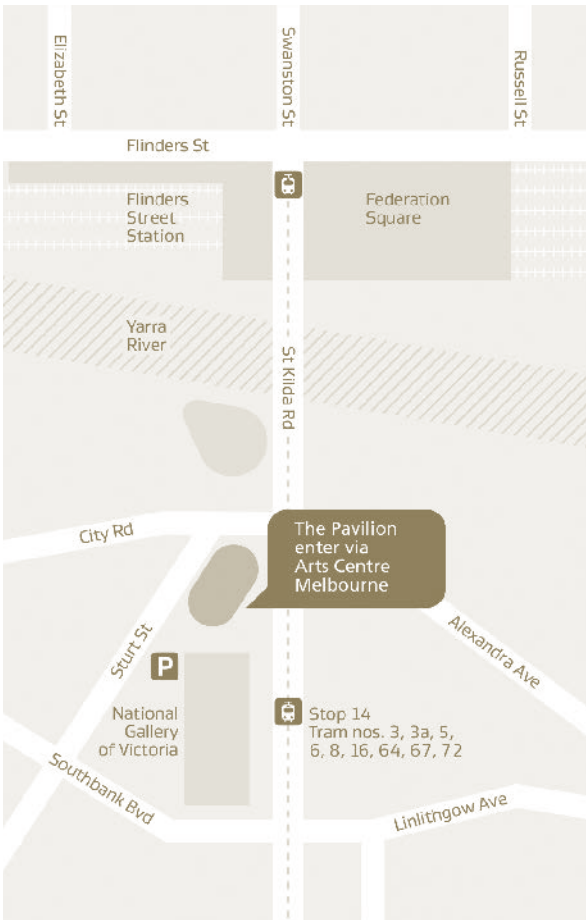 Elizabeth St
Swanston St
Russell St
Flinders St
Flinders
Street
Station
Federation
Square
Yarra
River
St Kilda Rd
City Rd
The Pavilion
enter via
Arts Centre
Melbourne
Sturt St
Alexandra Ave
P
National
Gallery
of Victoria
Stop 14
Tram nos. 3, 3a, 5,
6, 8, 16, 64, 67, 72
Southbank Bvd
Linlithgow Ave